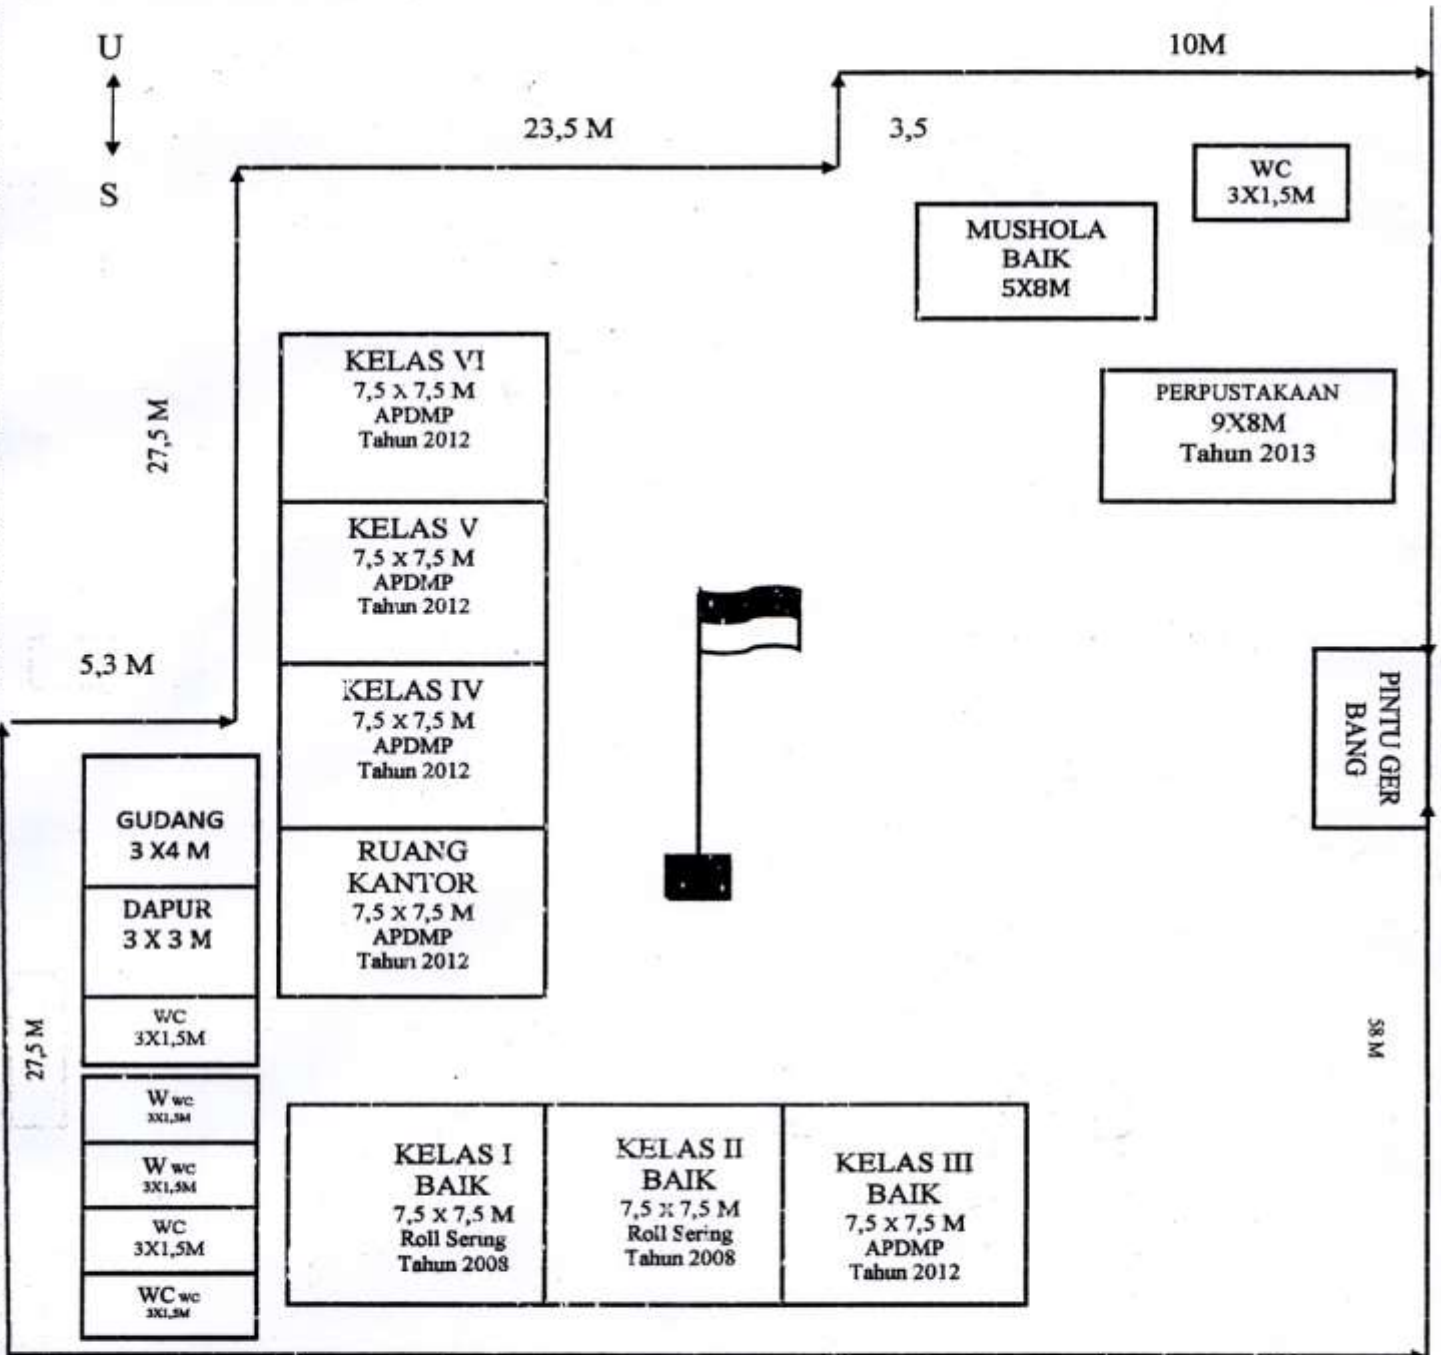 U
S
10M
23,5 M
3,5
WC
3X1,5M
MUSHOLA
BAIK
5X8M
KELAS VI
7,5 x 7,5 M
APDMP
Tahun 2012
27,5 M
PERPUSTAKAAN
9X8M
Tahun 2013
KELAS V
7,5 x 7,5 M
APDMP
Tahun 2012
5,3 M
KELAS IV
7,5 x 7,5 M
APDMP
Tahun 2012
PINTU GER
BANG
GUDANG
3 X4 M
RUANG
KANTOR
7,5 x 7,5 M
APDMP
Tahun 2012
DAPUR
3 X 3 M
WC
3X1,5M
27,5 M
58 M
W wc
3X1,5M
W wc
3X1,5M
WC
3X1,5M
WC wc
3X1,5M
KELAS I
BAIK
7,5 x 7,5 M
Roll Sering
Tahun 2008
KELAS II
BAIK
7,5 x 7,5 M
Roll Sering
Tahun 2008
KELAS III
BAIK
7,5 x 7,5 M
APDMP
Tahun 2012